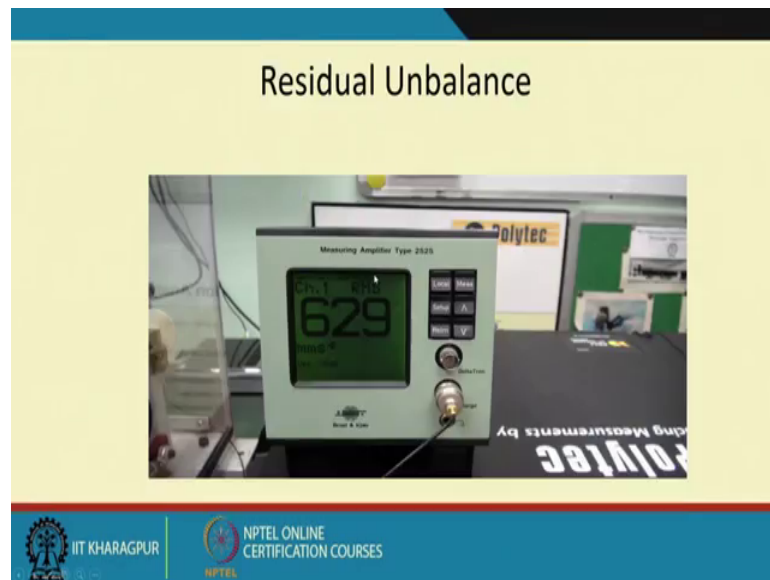 Residual Unbalance
Polytec
Measuring Amplifier Type 2525
Ch.1 RMS
629
Local Meas
Setup
Brüel & Kjær
Polytec
IIT KHARAGPUR
NPTEL ONLINE
CERTIFICATION COURSES
NPTEL